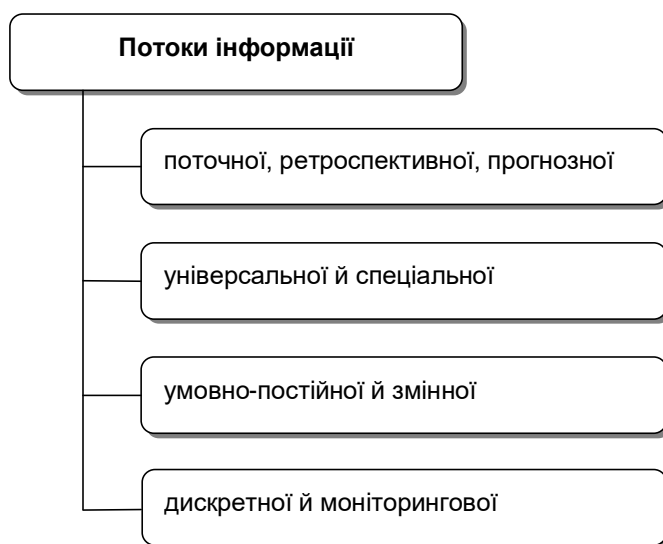 Потоки інформації
поточної, ретроспективної, прогнозної
універсальної й спеціальної
умовно-постійної й змінної
дискретної й моніторингової